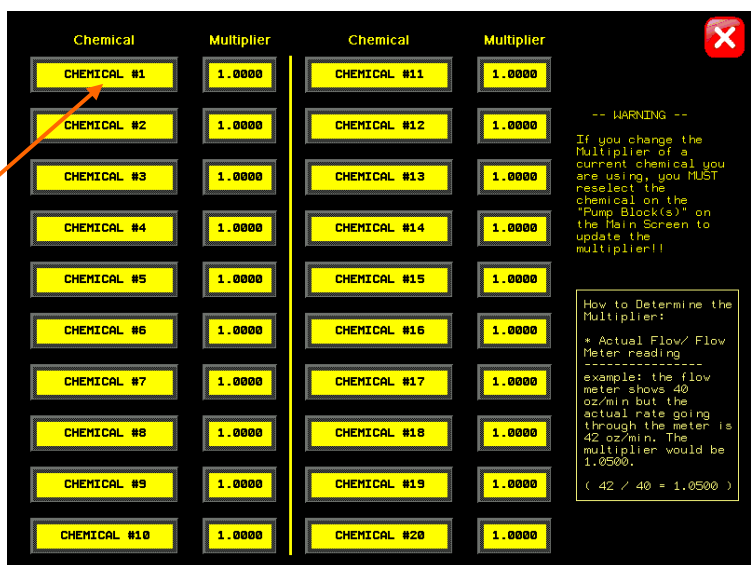 Chemical Multiplier Chemical Multiplier
CHEMICAL #1 1.0000 CHEMICAL #11 1.0000
CHEMICAL #2 1.0000 CHEMICAL #12 1.0000
CHEMICAL #3 1.0000 CHEMICAL #13 1.0000
CHEMICAL #4 1.0000 CHEMICAL #14 1.0000
CHEMICAL #5 1.0000 CHEMICAL #15 1.0000
CHEMICAL #6 1.0000 CHEMICAL #16 1.0000
CHEMICAL #7 1.0000 CHEMICAL #17 1.0000
CHEMICAL #8 1.0000 CHEMICAL #18 1.0000
CHEMICAL #9 1.0000 CHEMICAL #19 1.0000
CHEMICAL #10 1.0000 CHEMICAL #20 1.0000
-- WARNING --
If you change the
Multiplier of a
current chemical you
are using, you MUST
reselect the
chemical on the
"Pump Block(s)" on
the Main Screen to
update the
multiplier!!
How to Determine the
Multiplier:
* Actual Flow/ Flow
Meter reading
----------------
example: the flow
meter shows 40
oz/min but the
actual rate going
through the meter is
42 oz/min. The
multiplier would be
1.0500.
( 42 / 40 = 1.0500 )